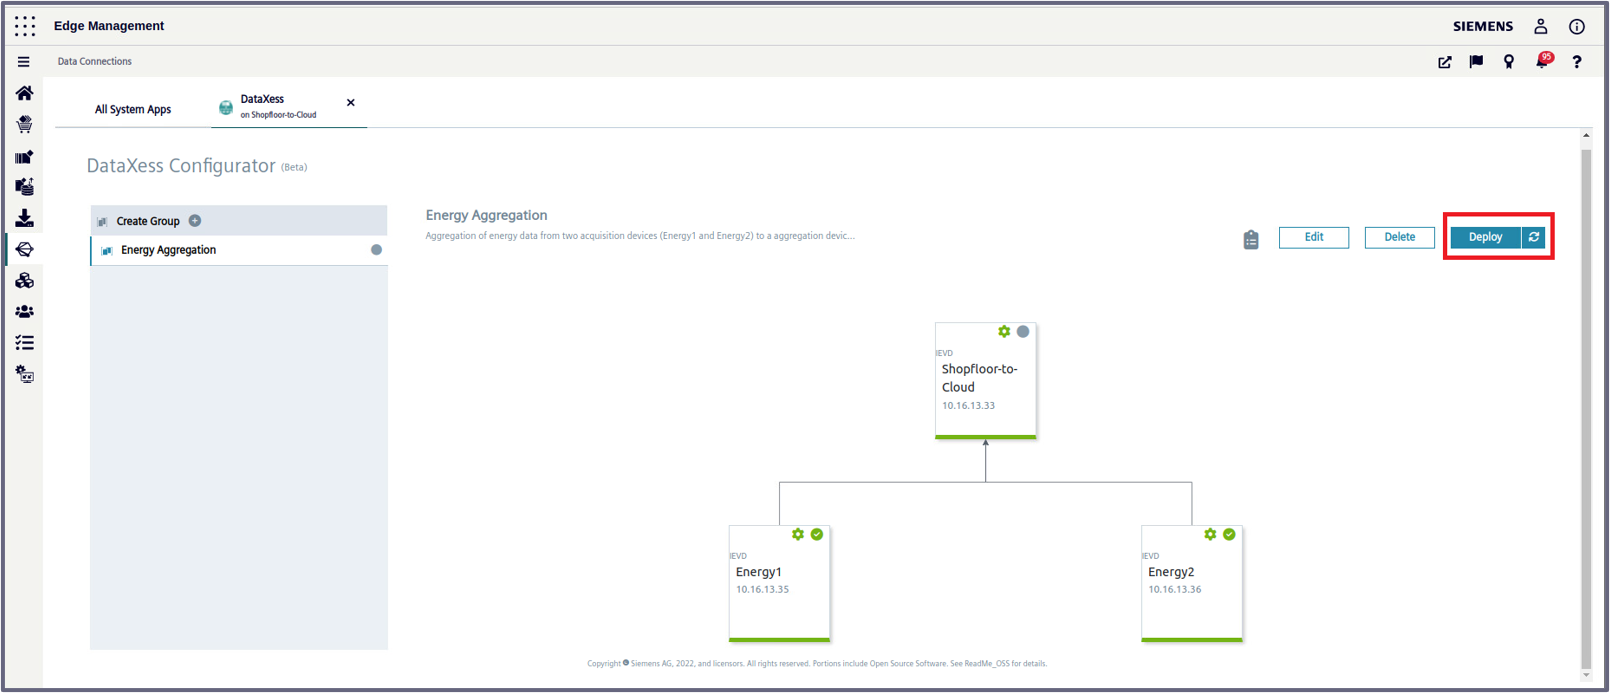 Edge Management
SIEMENS
Data Connections
95
?
All System Apps
DataXess
on Shopfloor-to-Cloud
DataXess Configurator (Beta)
Create Group
Energy Aggregation
Energy Aggregation
Aggregation of energy data from two acquisition devices (Energy1 and Energy2) to a aggregation devic...
Edit
Delete
Deploy
IEVD
Shopfloor-to-
Cloud
10.16.13.33
IEVD
Energy1
10.16.13.35
IEVD
Energy2
10.16.13.36
Copyright © Siemens AG, 2022, and licensors. All rights reserved. Portions include Open Source Software. See ReadMe_OSS for details.